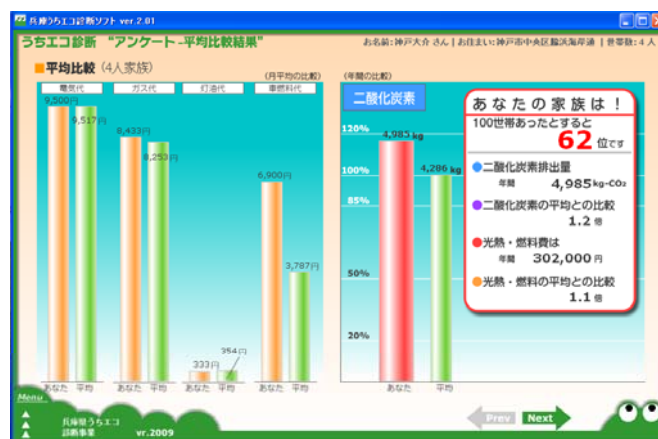 兵庫うちエコ診断ソフト ver.2.01
うちエコ診断 "アンケート–平均比較結果"
お名前:神戸大介 さん | お住まい:神戸市中央区脇浜海岸通 | 世帯数:4 人
■平均比較 (4人家族)
(月平均の比較)
電気代 ガス代 灯油代 車燃料代
9,500円
9,517円
8,433円
8,253円
333円
354円
6,900円
3,787円
あなた 平均 あなた 平均 あなた 平均 あなた 平均
(年間の比較)
二酸化炭素
120%
100%
85%
50%
20%
4,985 kg
4,286 kg
あなた 平均
あなたの家族は!
100世帯あったとすると
62 位です
●二酸化炭素排出量
年間 4,985 kg-CO₂
●二酸化炭素の平均との比較
1.2 倍
●光熱・燃料費は
年間 302,000 円
●光熱・燃料の平均との比較
1.1 倍
Menu
兵庫県うちエコ
診断事業 vr.2009
Prev Next